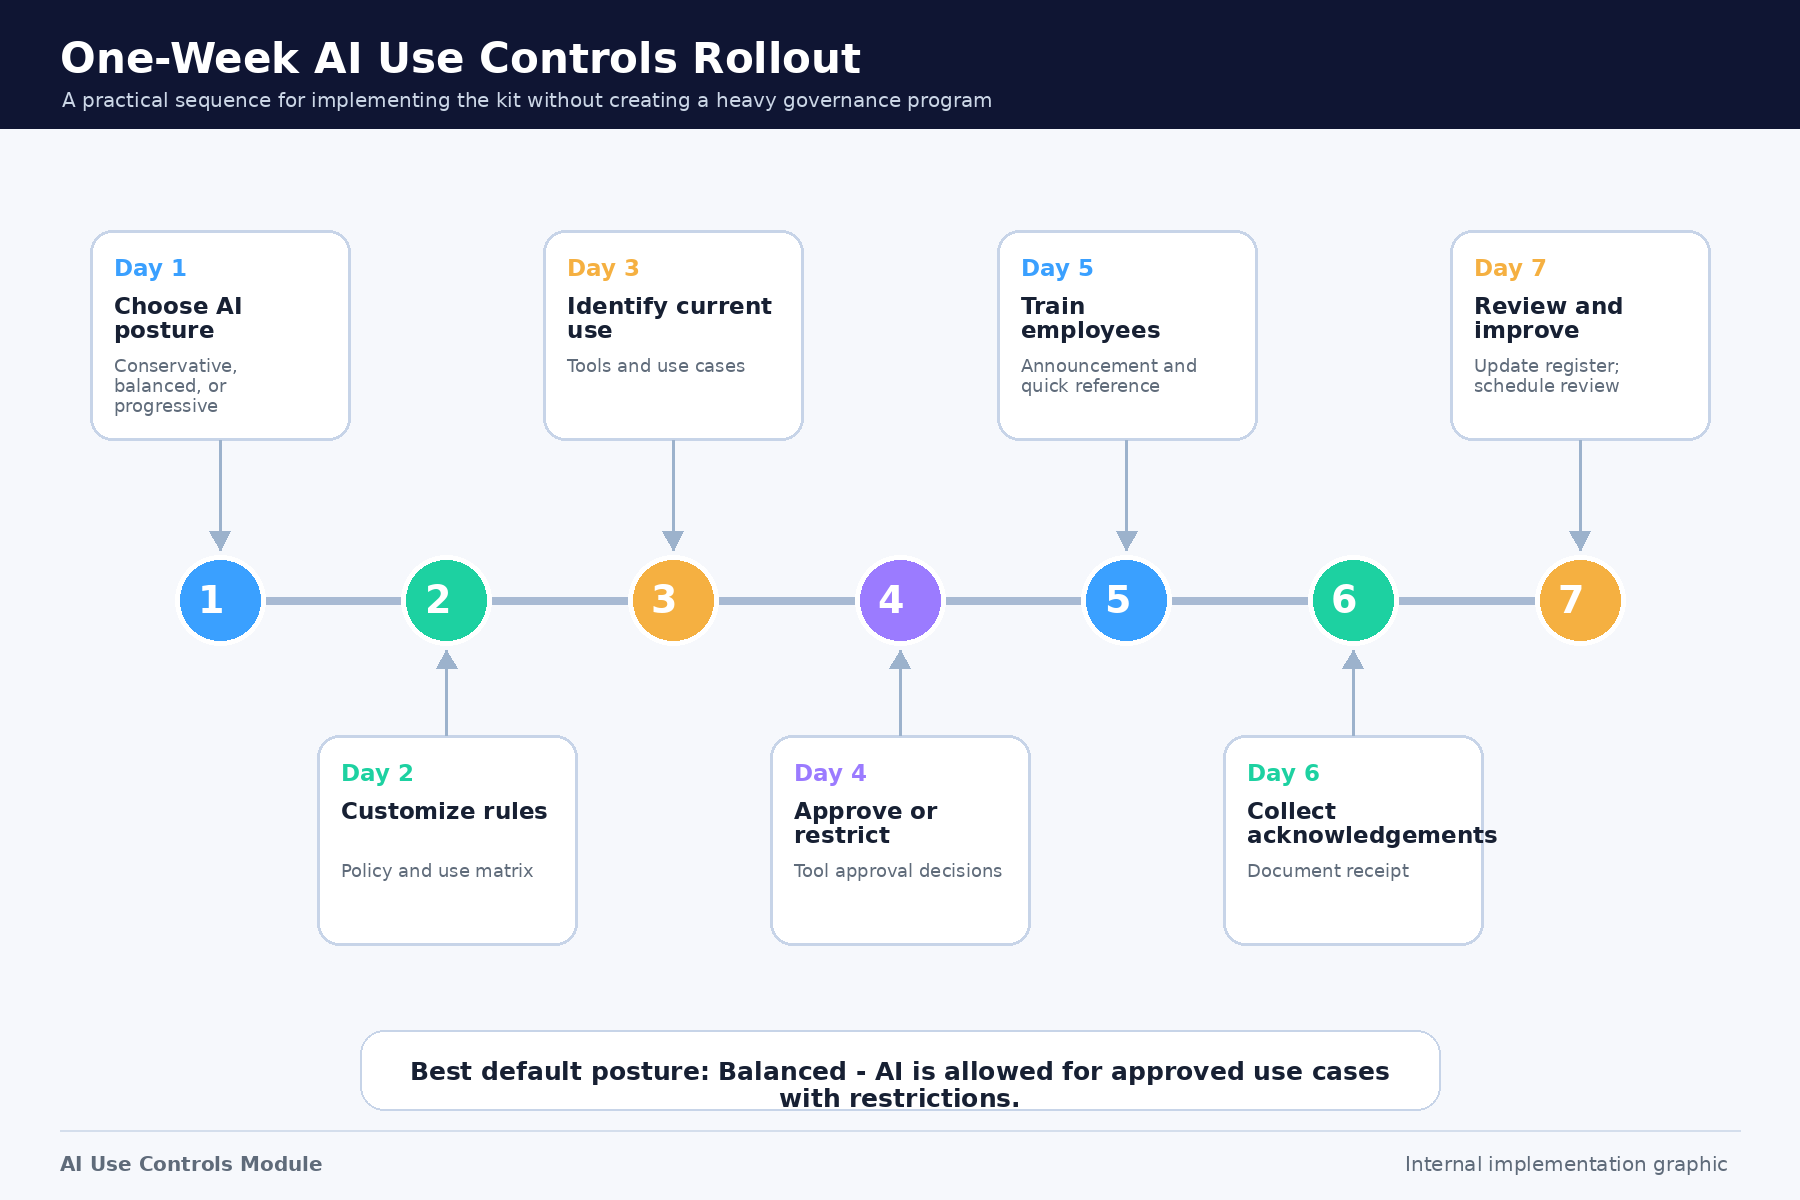 One-Week AI Use Controls Rollout
A practical sequence for implementing the kit without creating a heavy governance program
Day 1
Choose AI
posture
Conservative,
balanced, or
progressive
Day 3
Identify current
use
Tools and use cases
Day 5
Train
employees
Announcement and
quick reference
Day 7
Review and
improve
Update register;
schedule review
1
2
3
4
5
6
7
Day 2
Customize rules
Policy and use matrix
Day 4
Approve or
restrict
Tool approval decisions
Day 6
Collect
acknowledgements
Document receipt
Best default posture: Balanced - AI is allowed for approved use cases
with restrictions.
AI Use Controls Module
Internal implementation graphic